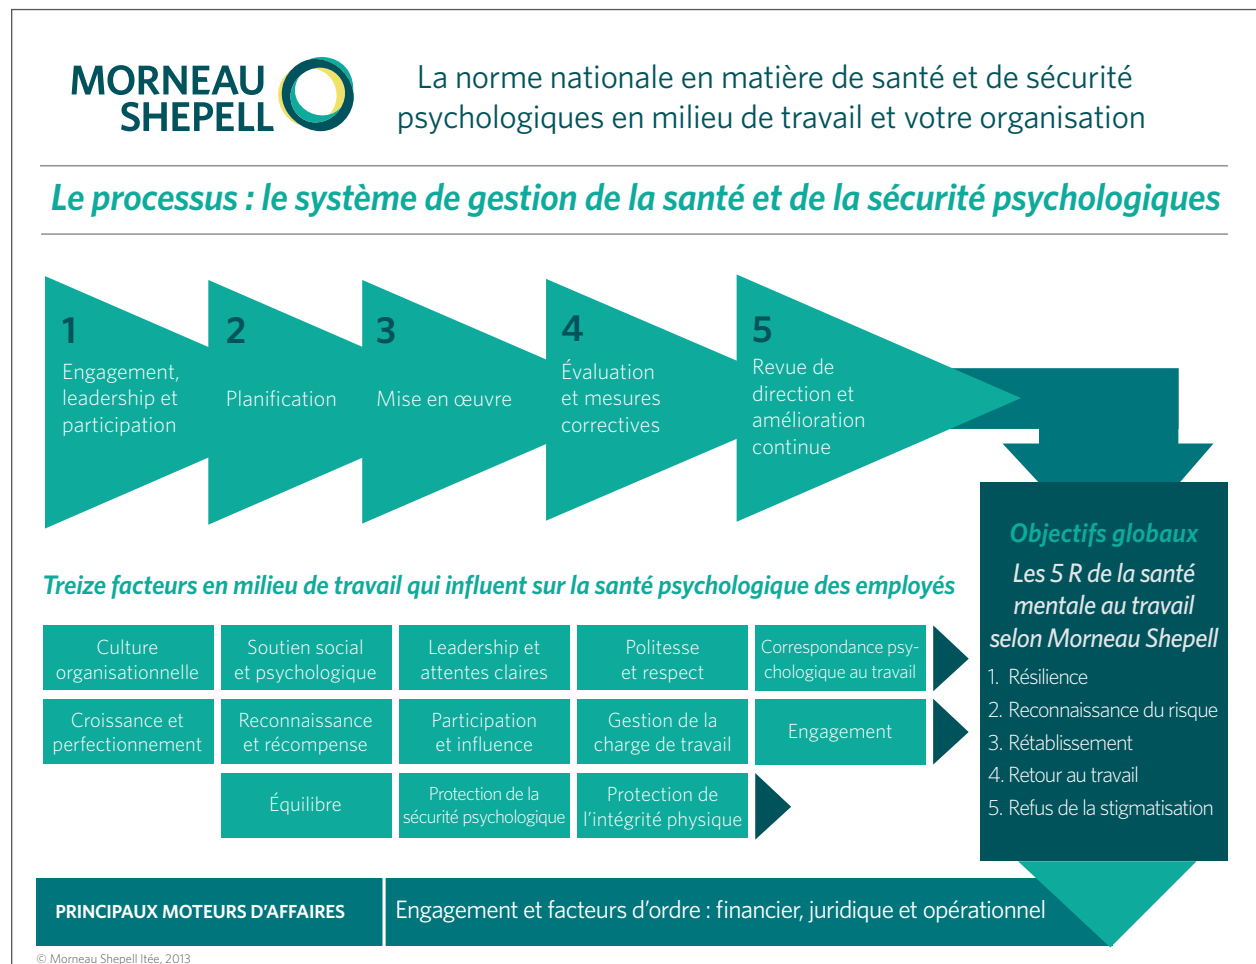 MORNEAU
SHEPELL
La norme nationale en matière de santé et de sécurité
psychologiques en milieu de travail et votre organisation
Le processus : le système de gestion de la santé et de la sécurité psychologiques
1
Engagement,
leadership et
participation
2
Planification
3
Mise en œuvre
4
Évaluation
et mesures
correctives
5
Revue de
direction et
amélioration
continue
Treize facteurs en milieu de travail qui influent sur la santé psychologique des employés
Culture
organisationnelle
Soutien social
et psychologique
Leadership et
attentes claires
Politesse
et respect
Correspondance psy-
chologique au travail
Croissance et
perfectionnement
Reconnaissance
et récompense
Participation
et influence
Gestion de la
charge de travail
Engagement
Équilibre
Protection de la
sécurité psychologique
Protection de
l'intégrité physique
Objectifs globaux
Les 5 R de la santé
mentale au travail
selon Morneau Shepell
1. Résilience
2. Reconnaissance du risque
3. Rétablissement
4. Retour au travail
5. Refus de la stigmatisation
PRINCIPAUX MOTEURS D'AFFAIRES
Engagement et facteurs d'ordre : financier, juridique et opérationnel
© Morneau Shepell ltée, 2013